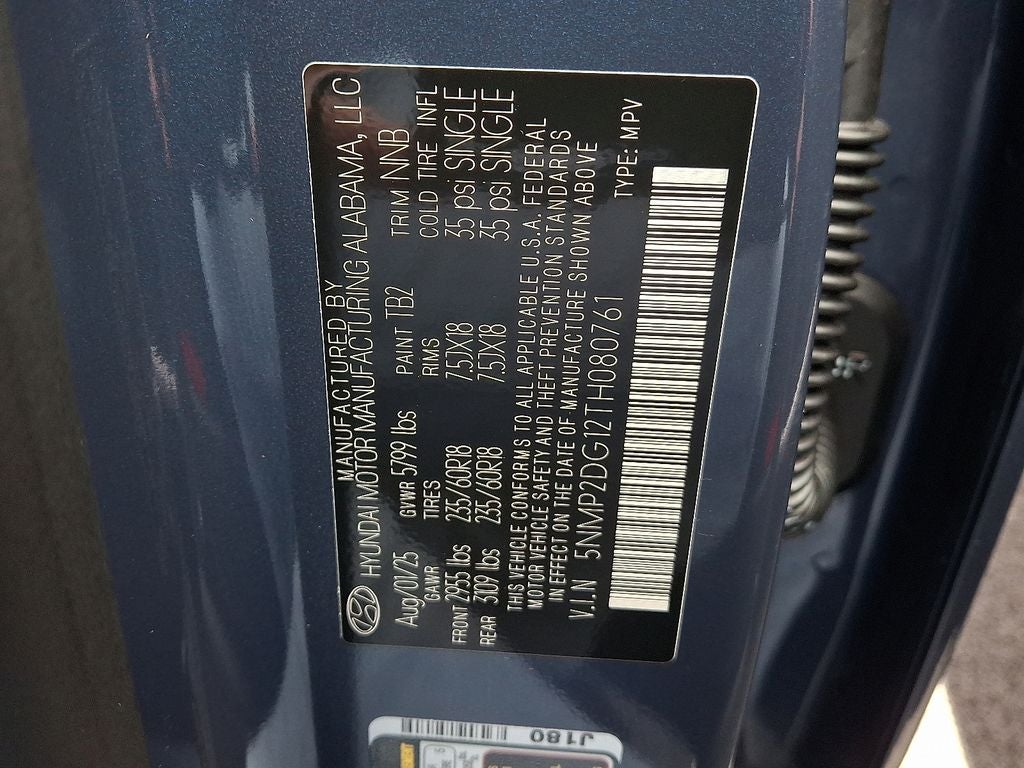 MANUFACTURED BY
HYUNDAI MOTOR MANUFACTURING ALABAMA, LLC
Aug/01/25 GVWR 5799 lbs PAINT TB2 TRIM NNB
GAWR TIRES RIMS COLD TIRE INFL
FRONT 2955 lbs 235/60R18 7.5JX18 35 psi SINGLE
REAR 3109 lbs 235/60R18 7.5JX18 35 psi SINGLE
THIS VEHICLE CONFORMS TO ALL APPLICABLE U.S.A. FEDERAL
MOTOR VEHICLE SAFETY AND THEFT PREVENTION STANDARDS
IN EFFECT ON THE DATE OF MANUFACTURE SHOWN ABOVE
V.I.N 5NMP2DG12TH080761 TYPE: MPV
J180